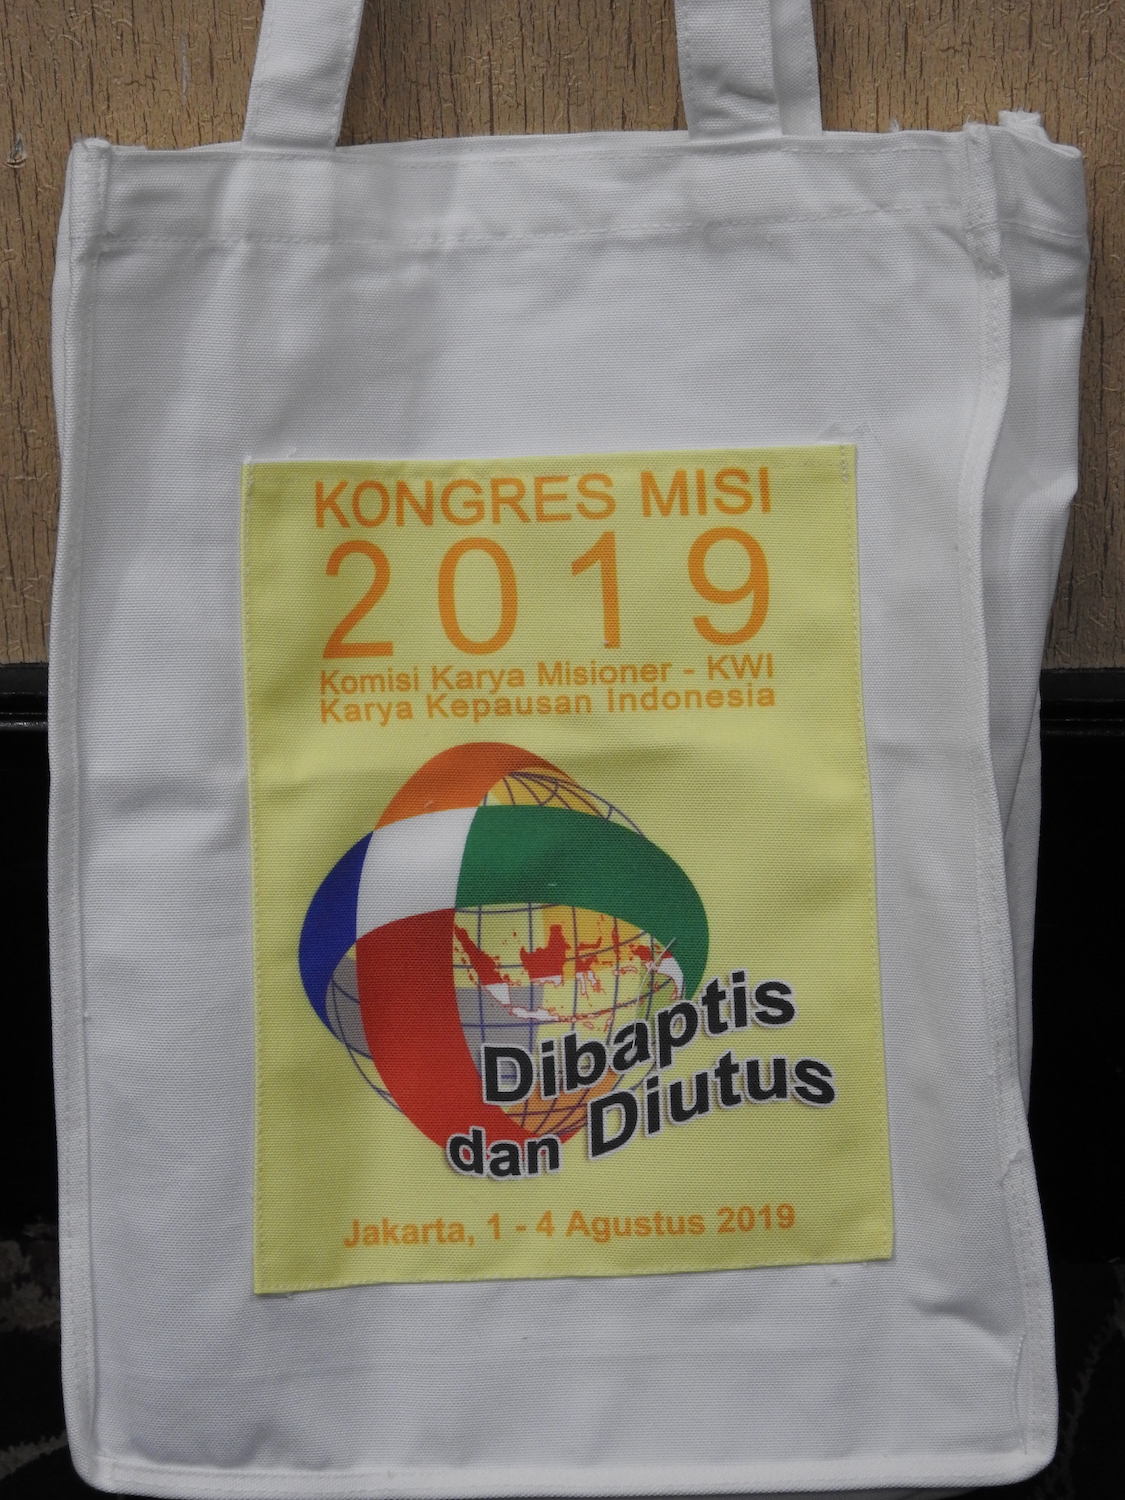 KONGRES MISI
2019
Komisi Karya Misioner - KWI
Karya Kepausan Indonesia
Dibaptis
dan Diutus
Jakarta, 1 - 4 Agustus 2019